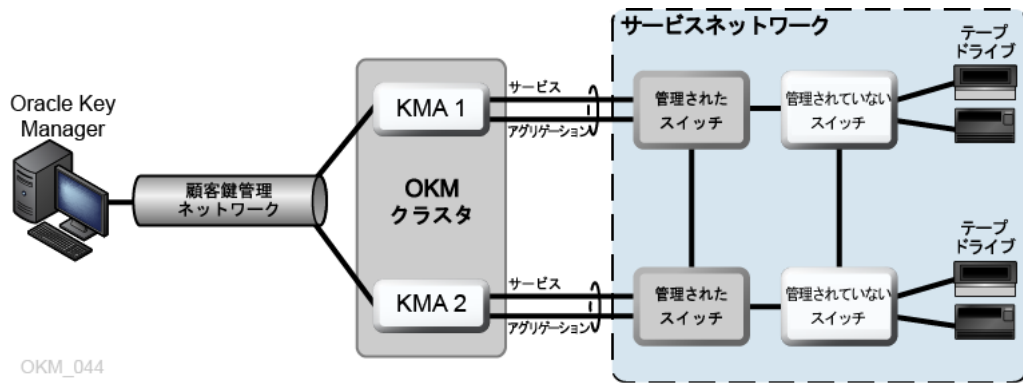 サービスネットワーク
テープ
ドライブ
Oracle Key
Manager
顧客鍵管理
ネットワーク
KMA 1
サービス
アグリゲーション
管理された
スイッチ
管理されていない
スイッチ
OKM
クラスタ
テープ
ドライブ
KMA 2
サービス
アグリゲーション
管理された
スイッチ
管理されていない
スイッチ
OKM_044